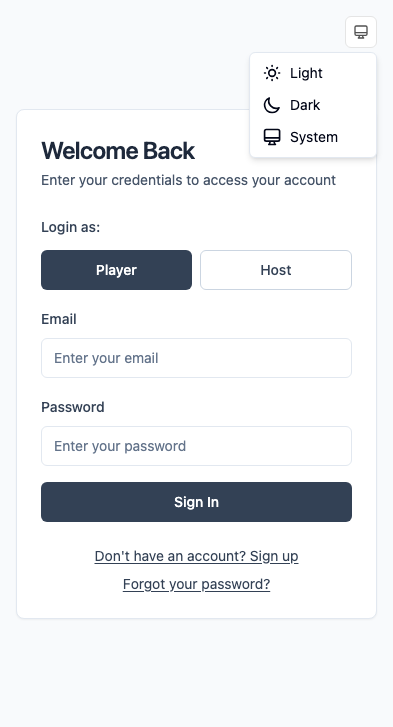 Light
Dark
System
Welcome Back
Enter your credentials to access your account
Login as:
Player
Host
Email
Enter your email
Password
Enter your password
Sign In
Don't have an account? Sign up
Forgot your password?